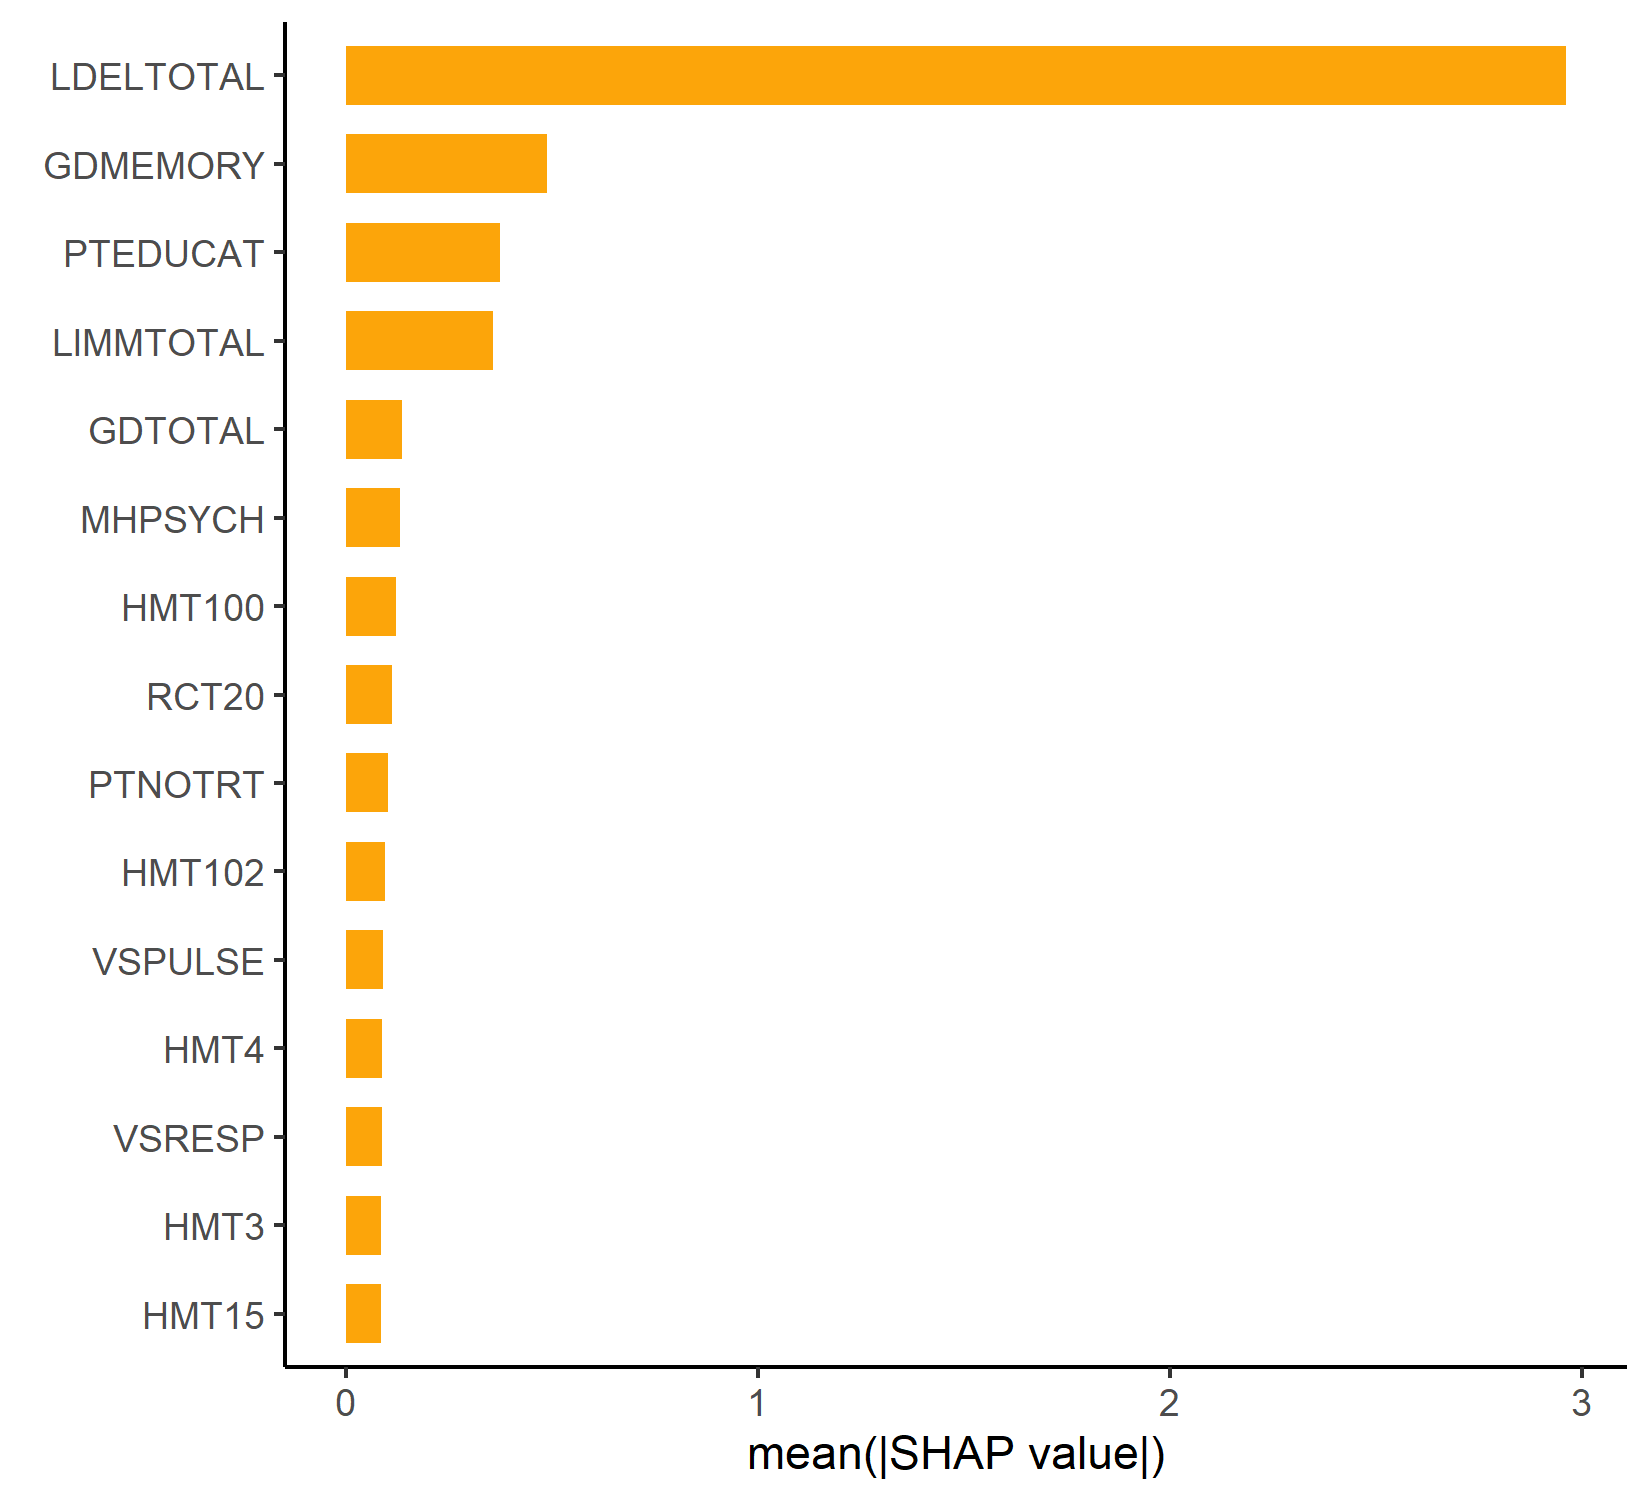 LDELTOTAL
GDMEMORY
PTEDUCAT
LIMMTOTAL
GDTOTAL
MHPSYCH
HMT100
RCT20
PTNOTRT
HMT102
VSPULSE
HMT4
VSRESP
HMT3
HMT15
0 1 2 3
mean(|SHAP value|)